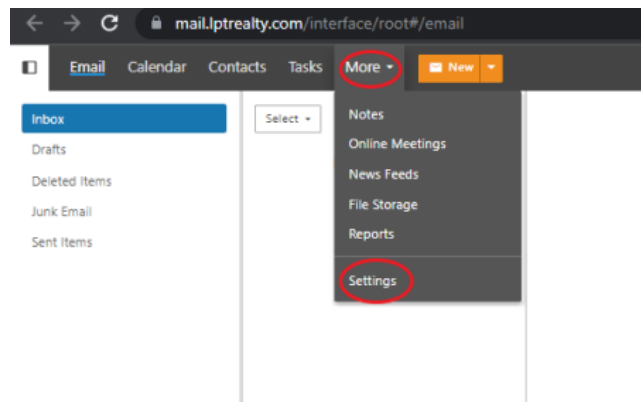 mail.lptrealty.com/interface/root#/email
Email Calendar Contacts Tasks More New
Inbox
Drafts
Deleted Items
Junk Email
Sent Items
Select
Notes
Online Meetings
News Feeds
File Storage
Reports
Settings